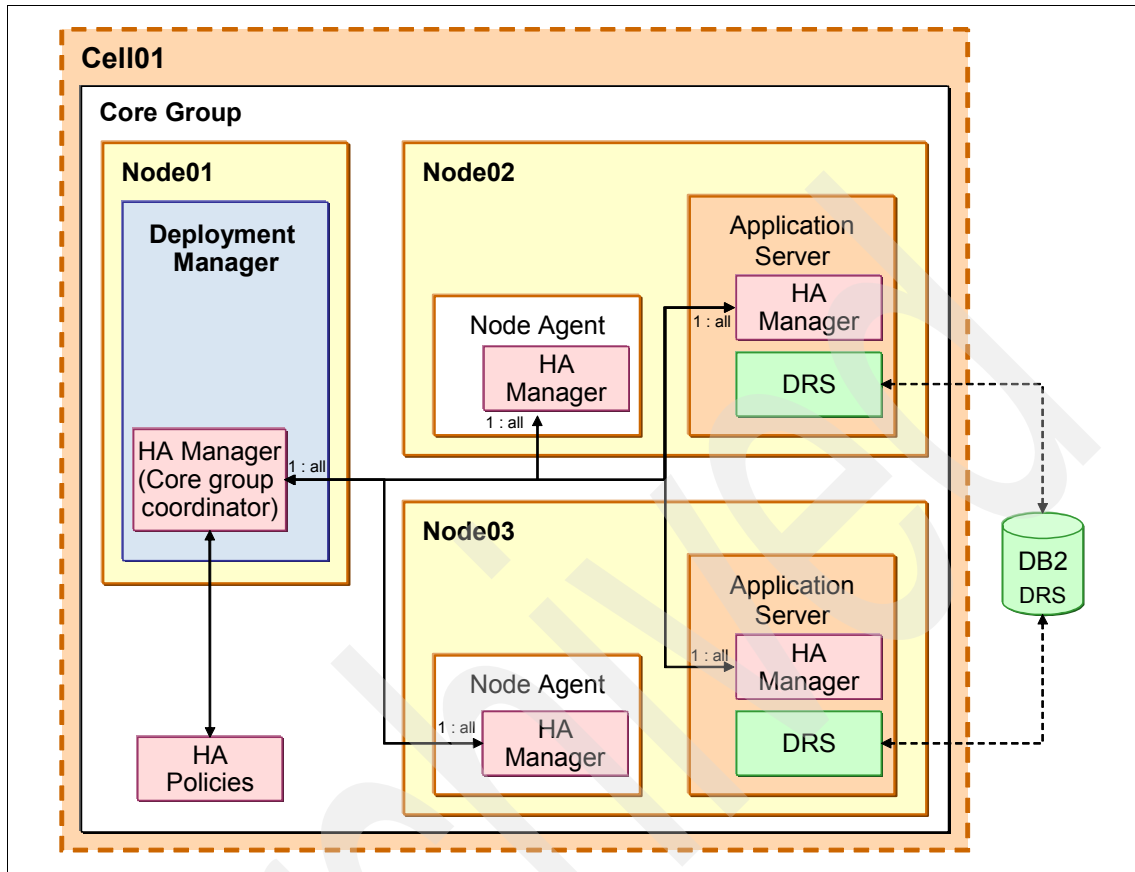 Cell01
Core Group
Node01
Deployment
Manager
HA Manager
(Core group
coordinator)
1 : all
HA
Policies
Node02
Node Agent
HA
Manager
1 : all
Application
Server
HA
Manager
1 : all
DRS
Node03
Node Agent
HA
Manager
1 : all
Application
Server
HA
Manager
1 : all
DRS
DB2
DRS